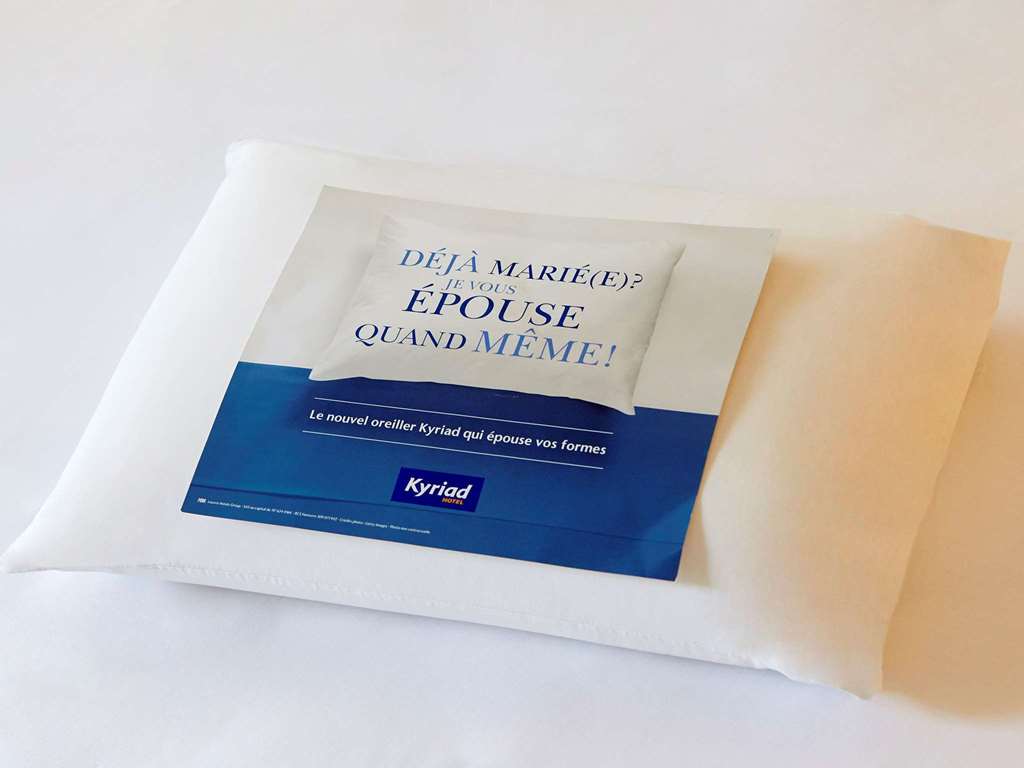 DÉJÀ MARIÉ(E)?
JE VOUS
ÉPOUSE
QUAND MÊME!
Le nouvel oreiller Kyriad qui épouse vos formes
Kyriad
HOTEL